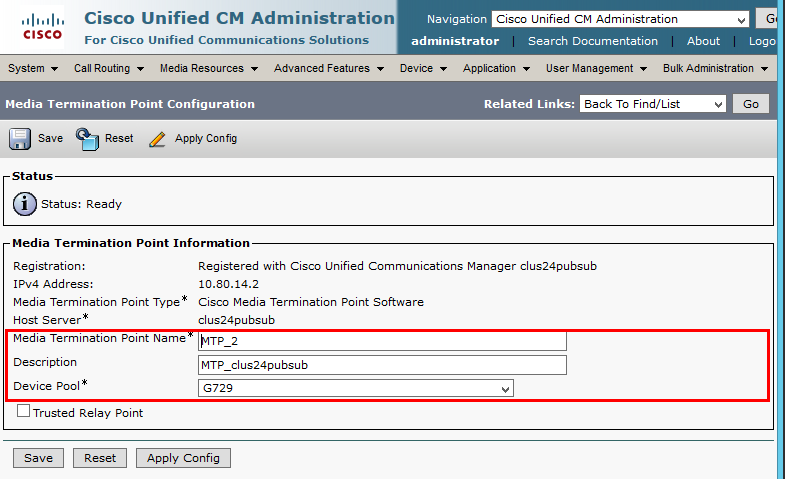 Cisco Unified CM Administration
Navigation Cisco Unified CM Administration
CISCO For Cisco Unified Communications Solutions
administrator | Search Documentation | About | Logo
System Call Routing Media Resources Advanced Features Device Application User Management Bulk Administration
Media Termination Point Configuration Related Links: Back To Find/List Go
Save Reset Apply Config
Status
i Status: Ready
Media Termination Point Information
Registration: Registered with Cisco Unified Communications Manager clus24pubsub
IPv4 Address: 10.80.14.2
Media Termination Point Type* Cisco Media Termination Point Software
Host Server* clus24pubsub
Media Termination Point Name* MTP_2
Description MTP_clus24pubsub
Device Pool* G729
Trusted Relay Point
Save Reset Apply Config